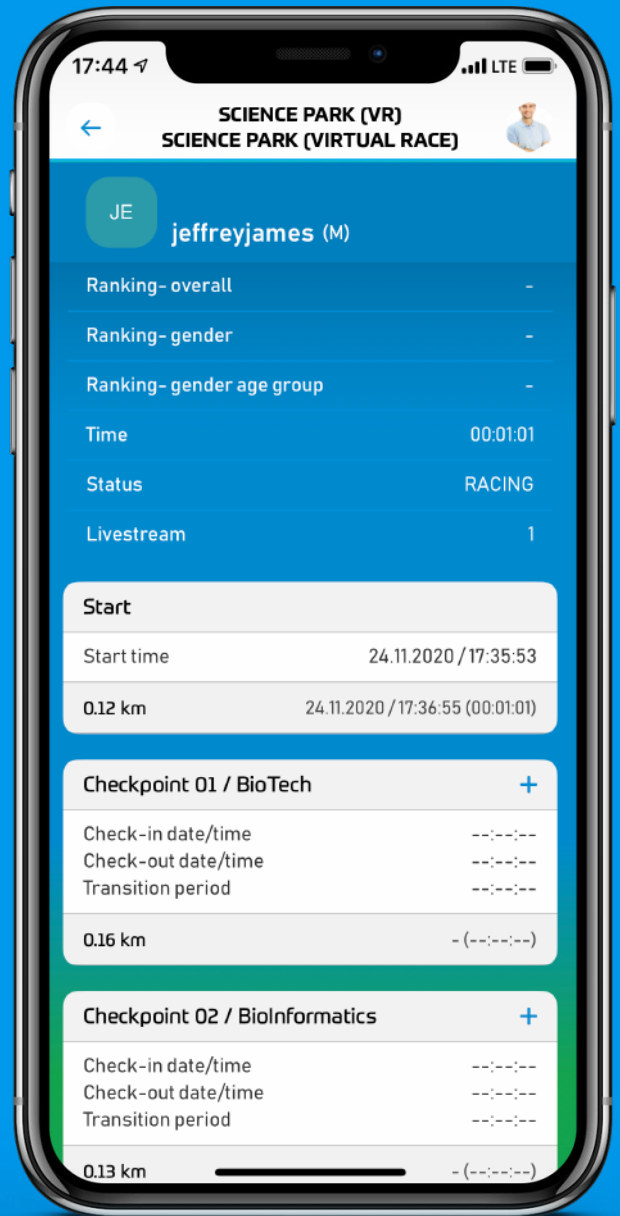 17:44 LTE
SCIENCE PARK (VR)
SCIENCE PARK (VIRTUAL RACE)
JE
jeffreyjames (M)
Ranking- overall -
Ranking- gender -
Ranking- gender age group -
Time 00:01:01
Status RACING
Livestream 1
Start
Start time 24.11.2020 / 17:35:53
0.12 km 24.11.2020 / 17:36:55 (00:01:01)
Checkpoint 01 / BioTech +
Check-in date/time --:--:--
Check-out date/time --:--:--
Transition period --:--:--
0.16 km - (--:--:--)
Checkpoint 02 / BioInformatics +
Check-in date/time --:--:--
Check-out date/time --:--:--
Transition period --:--:--
0.13 km - (--:--:--)